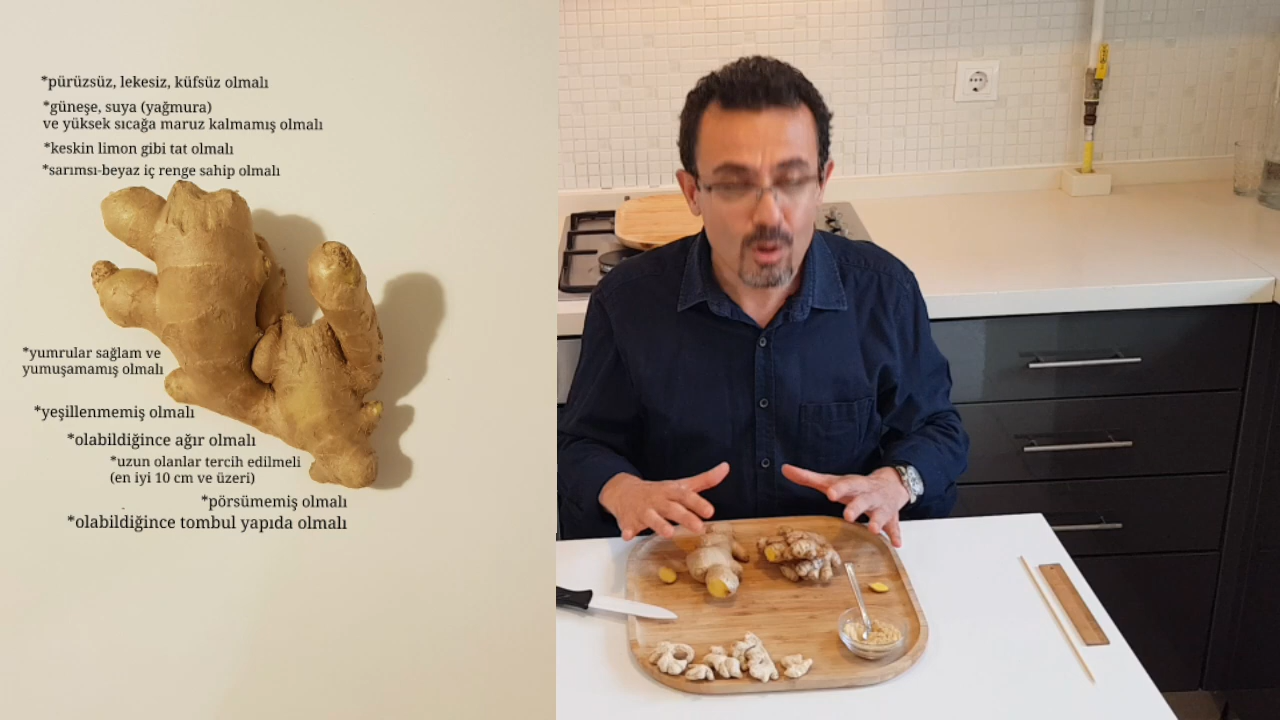 *pürüzsüz, lekesiz, küfsüz olmalı
*güneşe, suya (yağmura)
ve yüksek sıcağa maruz kalmamış olmalı
*keskin limon gibi tat olmalı
*sarımsı-beyaz iç renge sahip olmalı
*yumrular sağlam ve
yumuşamamış olmalı
*yeşillenmemiş olmalı
*olabildiğince ağır olmalı
*uzun olanlar tercih edilmeli
(en iyi 10 cm ve üzeri)
*pörsümemiş olmalı
*olabildiğince tombul yapıda olmalı